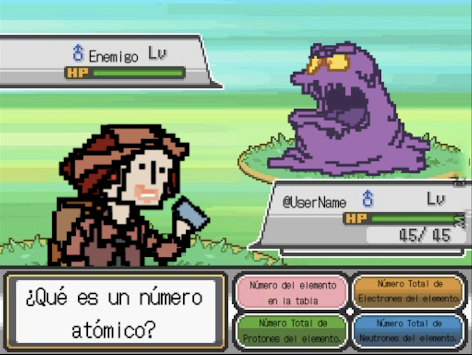 Enemigo Lv
HP
@UserName Lv
HP
45/45
¿Qué es un número
atómico?
Número del elemento
en la tabla
Número Total de
Electrones del elemento.
Número Total de
Protones del elemento.
Número Total de
Neutrones del elemento.